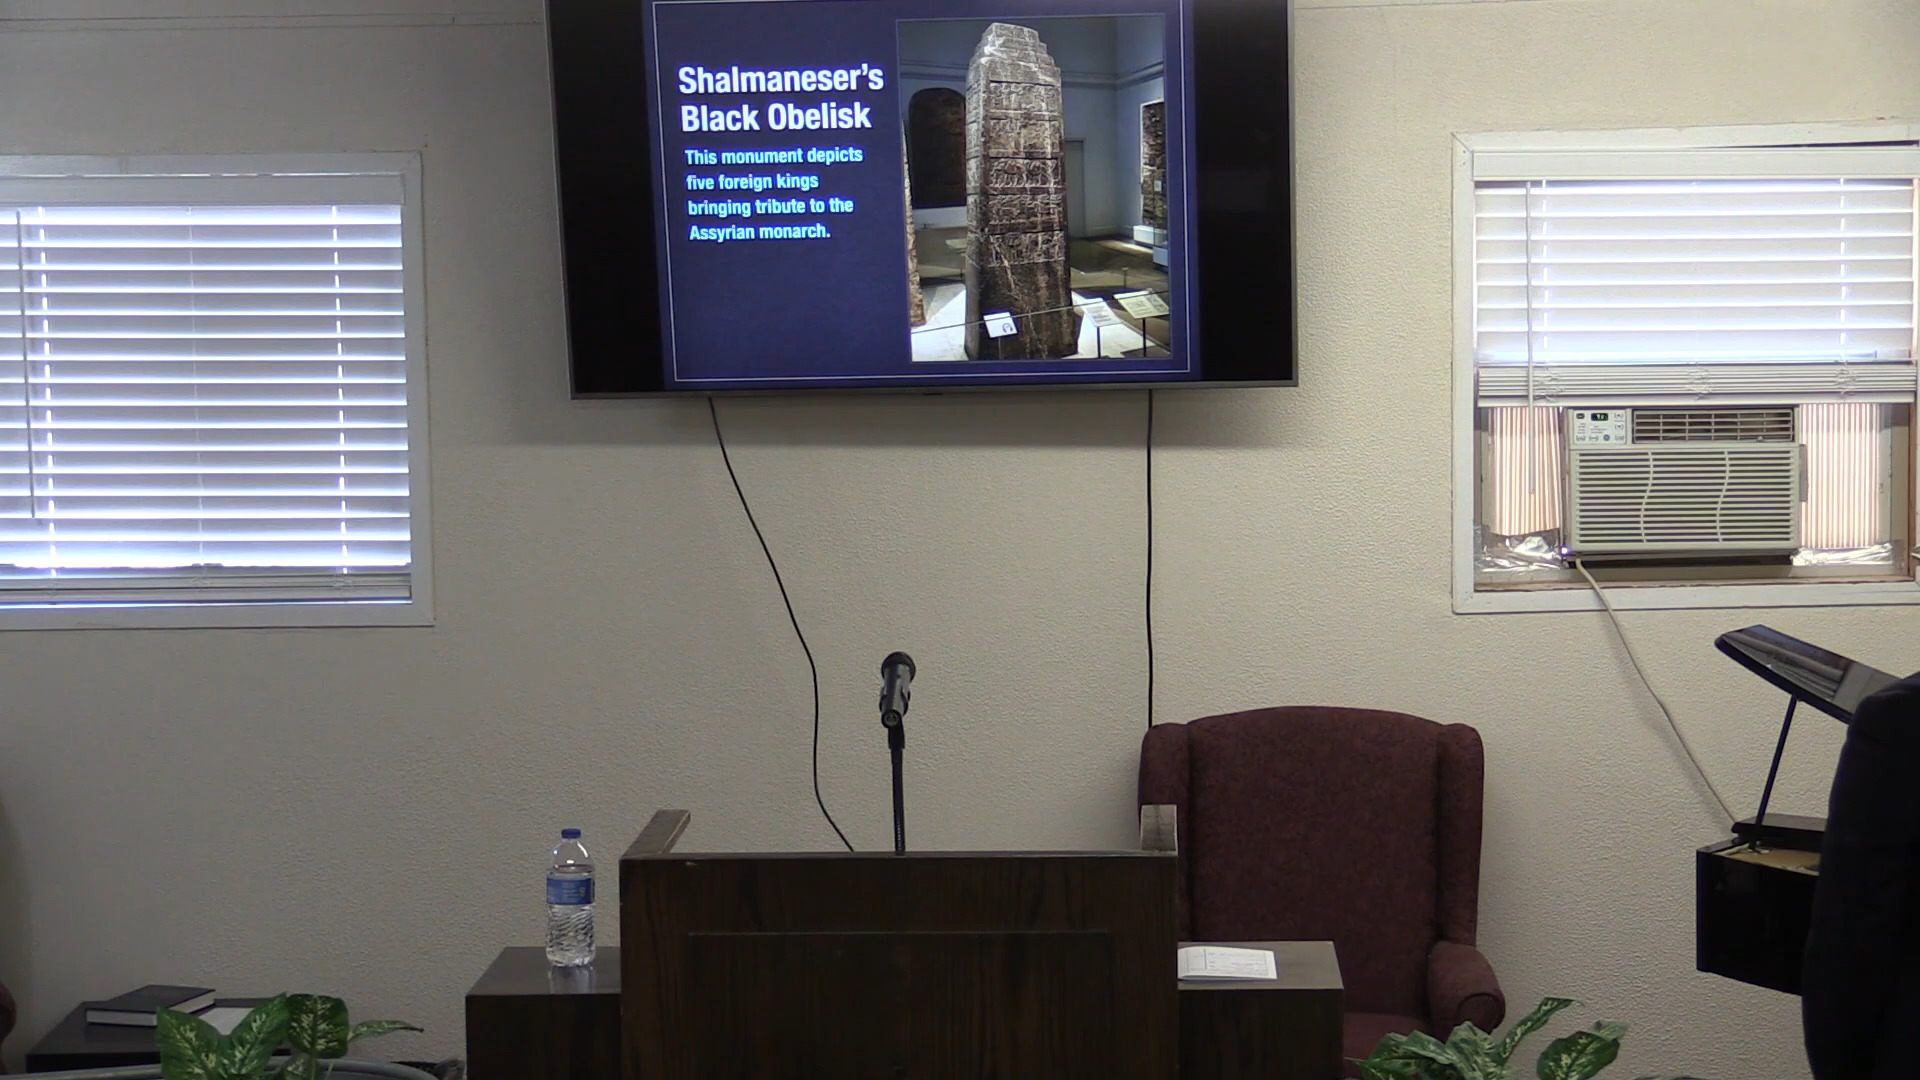 Shalmaneser's
Black Obelisk
This monument depicts
five foreign kings
bringing tribute to the
Assyrian monarch.